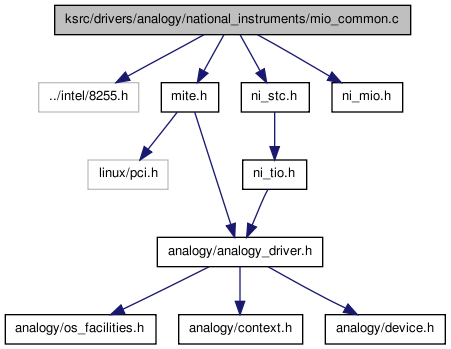 ksrc/drivers/analogy/national_instruments/mio_common.c
../intel/8255.h
mite.h
ni_stc.h
ni_mio.h
linux/pci.h
ni_tio.h
analogy/analogy_driver.h
analogy/os_facilities.h
analogy/context.h
analogy/device.h